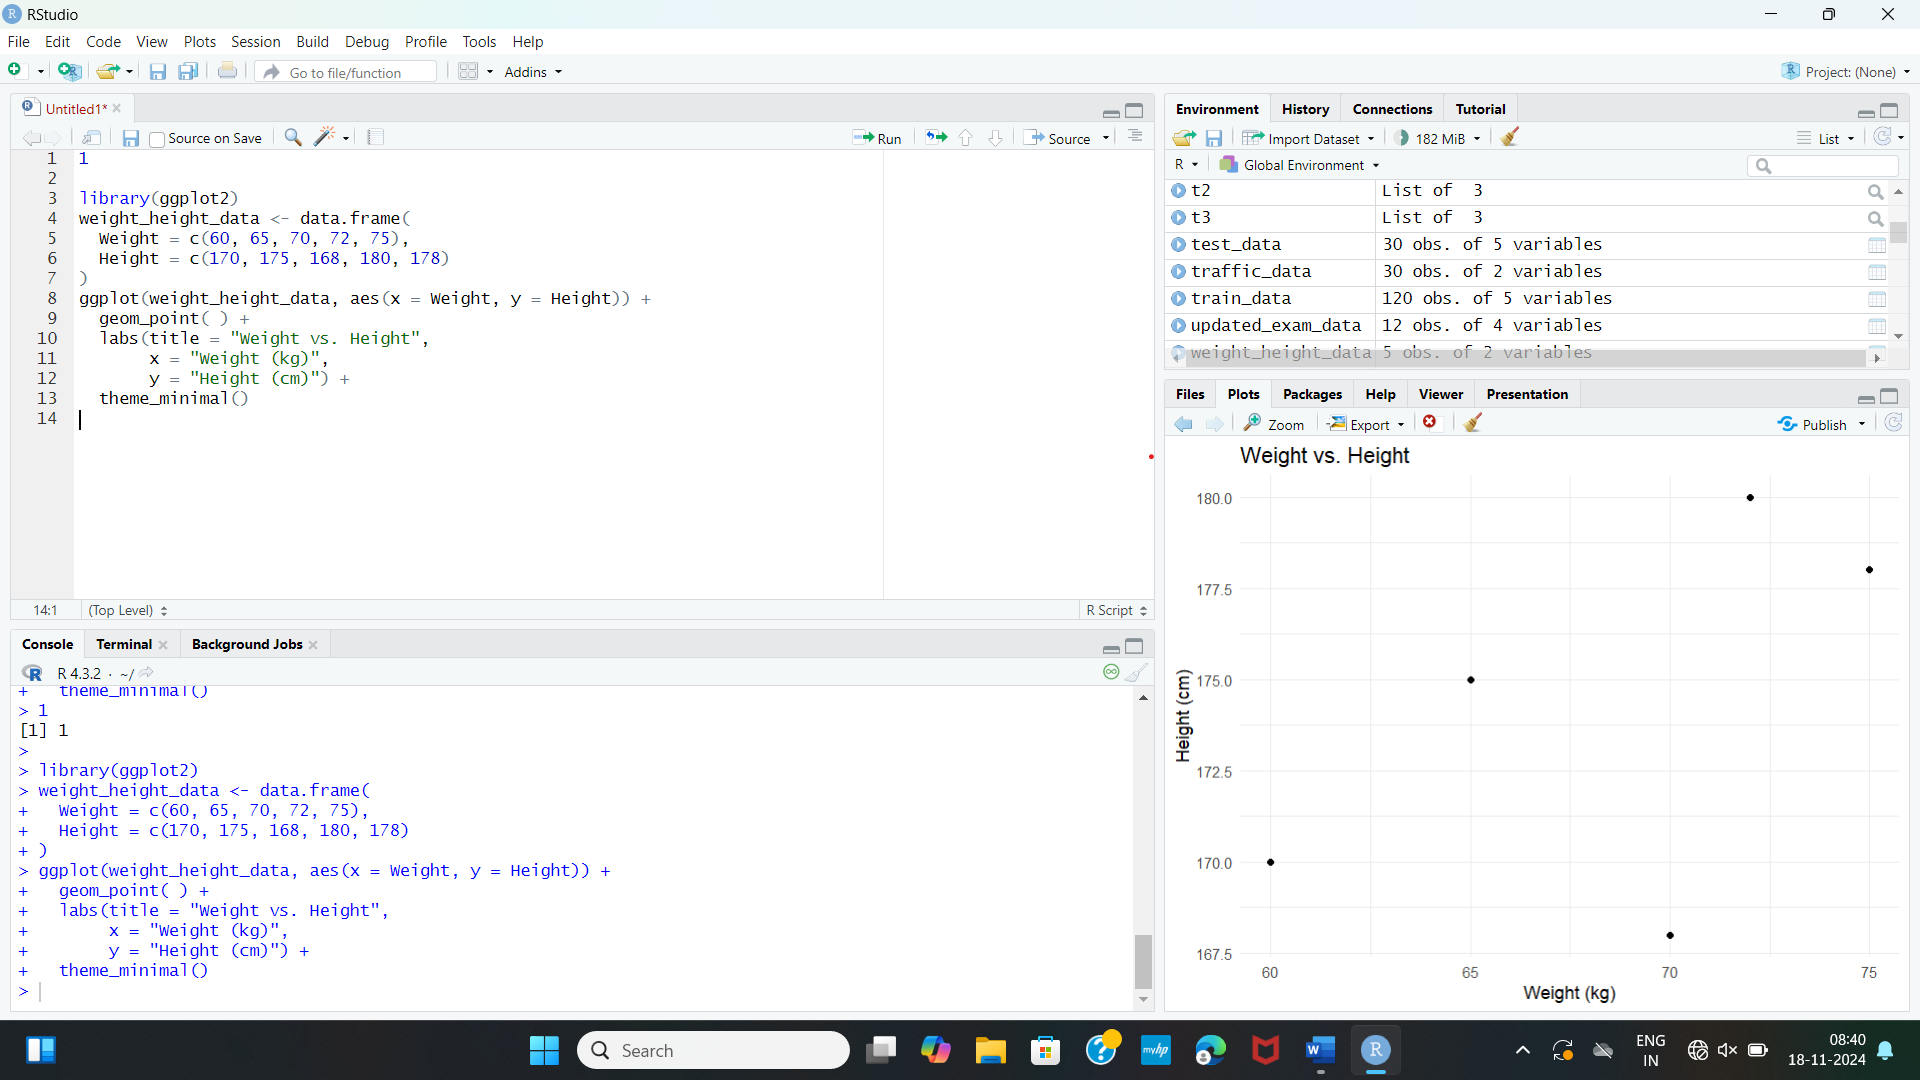 RStudio
File Edit Code View Plots Session Build Debug Profile Tools Help
Go to file/function Addins Project: (None)
Untitled1*
Source on Save Run Source
1 1
2
3 library(ggplot2)
4 weight_height_data <- data.frame(
5 Weight = c(60, 65, 70, 72, 75),
6 Height = c(170, 175, 168, 180, 178)
7 )
8 ggplot(weight_height_data, aes(x = Weight, y = Height)) +
9 geom_point( ) +
10 labs(title = "Weight vs. Height",
11 x = "Weight (kg)",
12 y = "Height (cm)") +
13 theme_minimal()
14
14:1 (Top Level) R Script
Console Terminal Background Jobs
R 4.3.2 · ~/
+ theme_minimal()
> 1
[1] 1
>
> library(ggplot2)
> weight_height_data <- data.frame(
+ Weight = c(60, 65, 70, 72, 75),
+ Height = c(170, 175, 168, 180, 178)
+ )
> ggplot(weight_height_data, aes(x = Weight, y = Height)) +
+ geom_point( ) +
+ labs(title = "Weight vs. Height",
+ x = "Weight (kg)",
+ y = "Height (cm)") +
+ theme_minimal()
>
Environment History Connections Tutorial
Import Dataset 182 MiB List
R Global Environment
t2 List of 3
t3 List of 3
test_data 30 obs. of 5 variables
traffic_data 30 obs. of 2 variables
train_data 120 obs. of 5 variables
updated_exam_data 12 obs. of 4 variables
weight_height_data 5 obs. of 2 variables
Files Plots Packages Help Viewer Presentation
Zoom Export Publish
Weight vs. Height
180.0
177.5
175.0
172.5
170.0
167.5
Height (cm)
60 65 70 75
Weight (kg)
Search
myhp
W
R
ENG
IN
08:40
18-11-2024